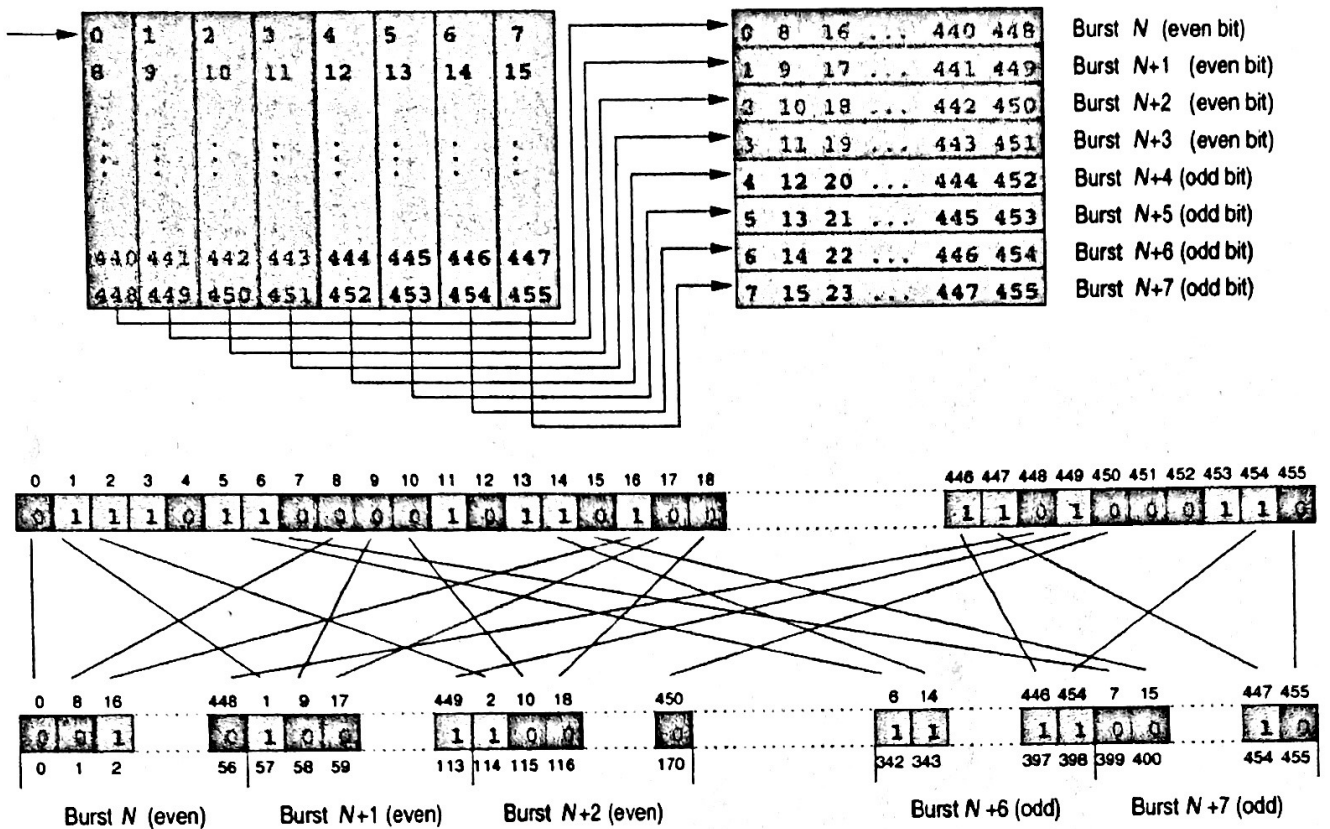 0 1 2 3 4 5 6 7
8 9 10 11 12 13 14 15
440 441 442 443 444 445 446 447
448 449 450 451 452 453 454 455
0 8 16 ... 440 448 Burst N (even bit)
1 9 17 ... 441 449 Burst N+1 (even bit)
2 10 18 ... 442 450 Burst N+2 (even bit)
3 11 19 ... 443 451 Burst N+3 (even bit)
4 12 20 ... 444 452 Burst N+4 (odd bit)
5 13 21 ... 445 453 Burst N+5 (odd bit)
6 14 22 ... 446 454 Burst N+6 (odd bit)
7 15 23 ... 447 455 Burst N+7 (odd bit)
0 1 2 3 4 5 6 7 8 9 10 11 12 13 14 15 16 17 18 446 447 448 449 450 451 452 453 454 455
0 1 1 1 0 1 1 0 0 0 0 1 0 1 1 0 1 0 0 1 1 0 1 0 0 0 1 1 0
0 8 16 448 1 9 17 449 2 10 18 450 6 14 446 454 7 15 447 455
0 0 1 0 1 0 0 1 1 0 0 0 1 1 1 1 0 0 1 0
0 1 2 56 57 58 59 113 114 115 116 170 342 343 397 398 399 400 454 455
Burst N (even) Burst N+1 (even) Burst N+2 (even) Burst N+6 (odd) Burst N+7 (odd)